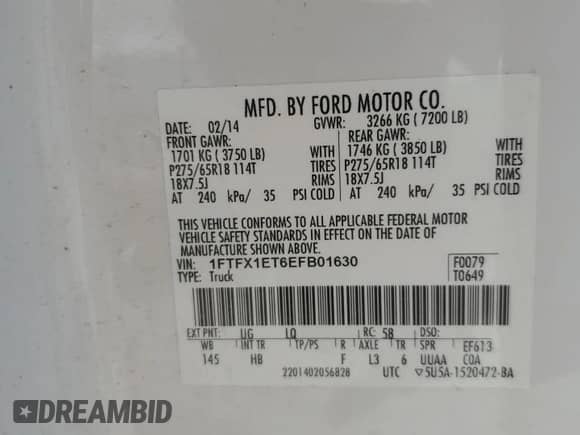 MFD. BY FORD MOTOR CO.
DATE: 02/14 GVWR: 3266 KG ( 7200 LB)
FRONT GAWR: REAR GAWR:
1701 KG ( 3750 LB) WITH 1746 KG ( 3850 LB) WITH
P275/65R18 114T TIRES P275/65R18 114T TIRES
18X7.5J RIMS 18X7.5J RIMS
AT 240 kPa/ 35 PSI COLD AT 240 kPa/ 35 PSI COLD
THIS VEHICLE CONFORMS TO ALL APPLICABLE FEDERAL MOTOR
VEHICLE SAFETY STANDARDS IN EFFECT ON THE DATE OF
MANUFACTURE SHOWN ABOVE.
VIN: 1FTFX1ET6EFB01630 F0079
TYPE: Truck T0649
EXT PNT: UG LQ RC: 58 DSO:
WB INT TR TP/PS R AXLE TR SPR EF613
145 HB F L3 6 UUAA CQA
2201402056828 UTC ▽5U5A-1520472-BA
DREAMBID